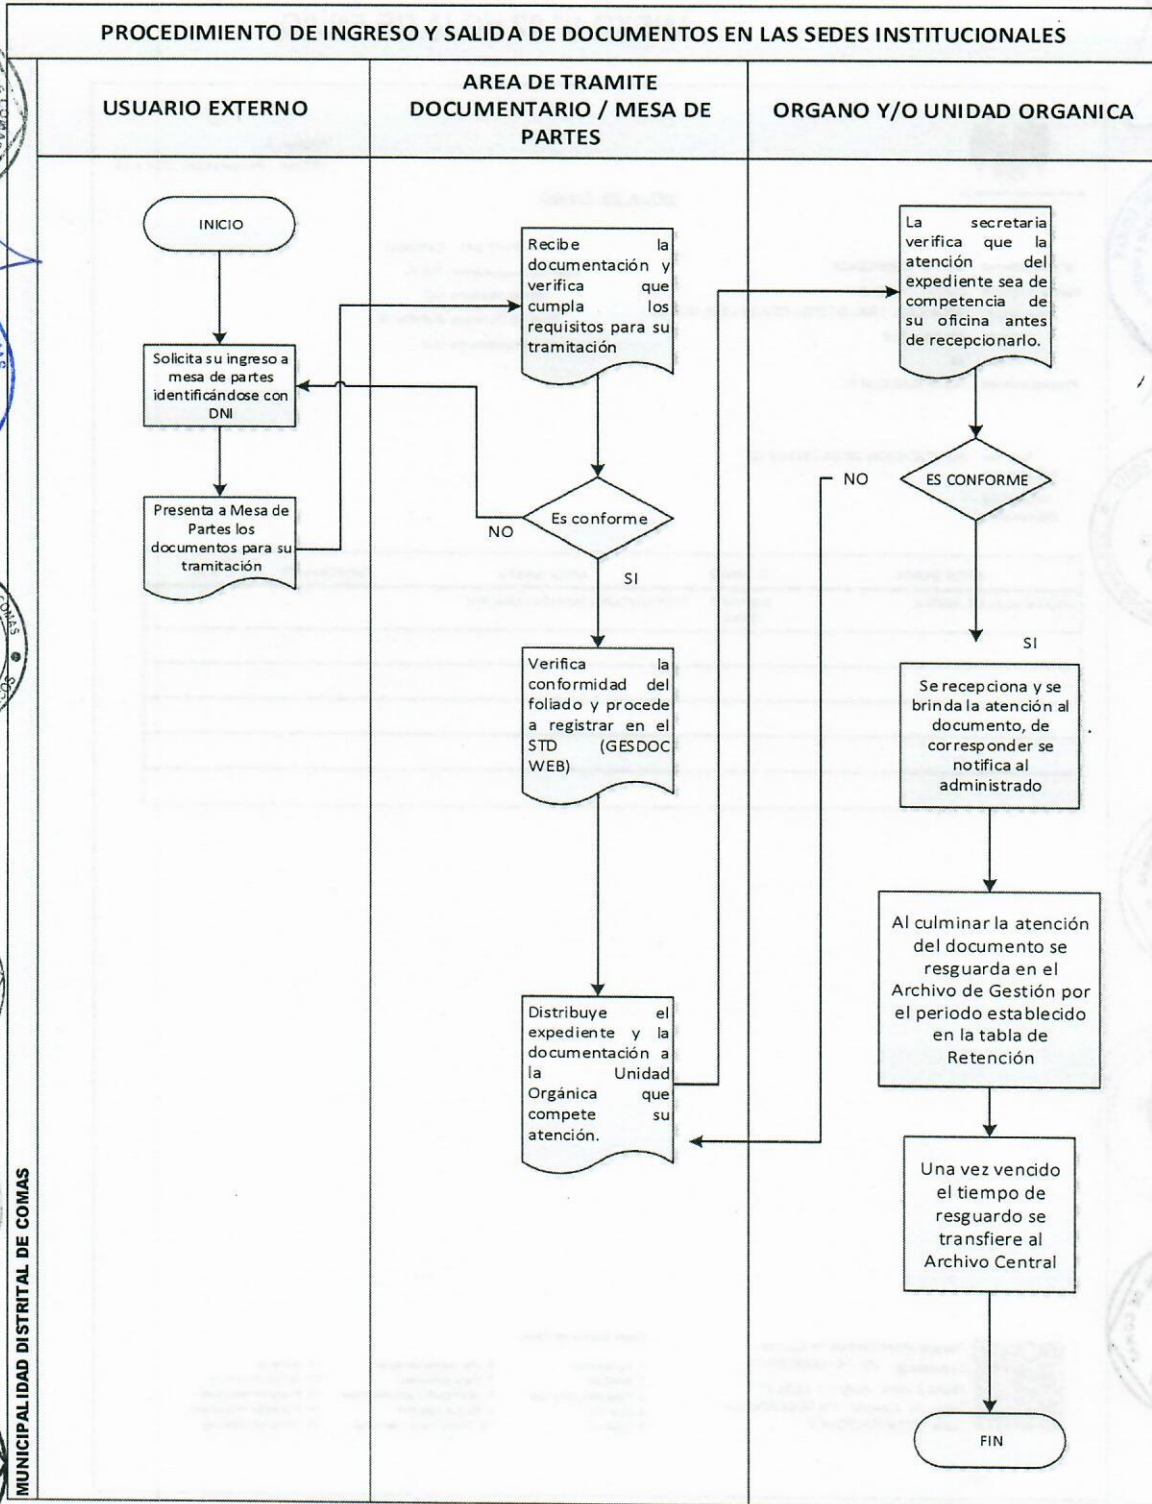 PROCEDIMIENTO DE INGRESO Y SALIDA DE DOCUMENTOS EN LAS SEDES INSTITUCIONALES
USUARIO EXTERNO
AREA DE TRAMITE
DOCUMENTARIO / MESA DE
PARTES
ORGANO Y/O UNIDAD ORGANICA
INICIO
Solicita su ingreso a
mesa de partes
identificándose con
DNI
Presenta a Mesa de
Partes los
documentos para su
tramitación
Recibe la
documentación y
verifica que
cumpla los
requisitos para su
tramitación
Es conforme
NO
SI
Verifica la
conformidad del
foliado y procede
a registrar en el
STD (GESDOC
WEB)
Distribuye el
expediente y la
documentación a
la Unidad
Orgánica que
compete su
atención.
La secretaria
verifica que la
atención del
expediente sea de
competencia de
su oficina antes
de recepcionarlo.
NO
ES CONFORME
SI
Se recepciona y se
brinda la atención al
documento, de
corresponder se
notifica al
administrado
Al culminar la atención
del documento se
resguarda en el
Archivo de Gestión por
el periodo establecido
en la tabla de
Retención
Una vez vencido
el tiempo de
resguardo se
transfiere al
Archivo Central
FIN
MUNICIPALIDAD DISTRITAL DE COMAS
COMAS